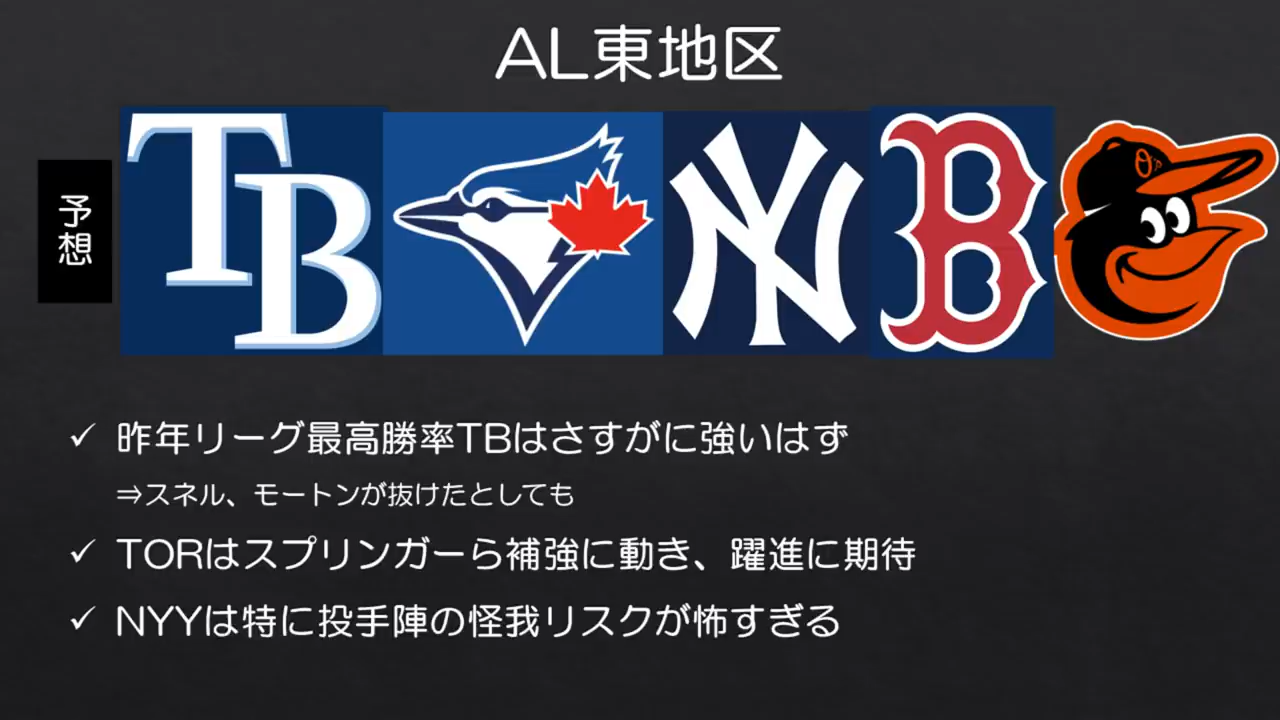 AL東地区
予想
TB
NY
B
O's
✓ 昨年リーグ最高勝率TBはさすがに強いはず
⇒スネル、モートンが抜けたとしても
✓ TORはスプリンガーら補強に動き、躍進に期待
✓ NYYは特に投手陣の怪我リスクが怖すぎる